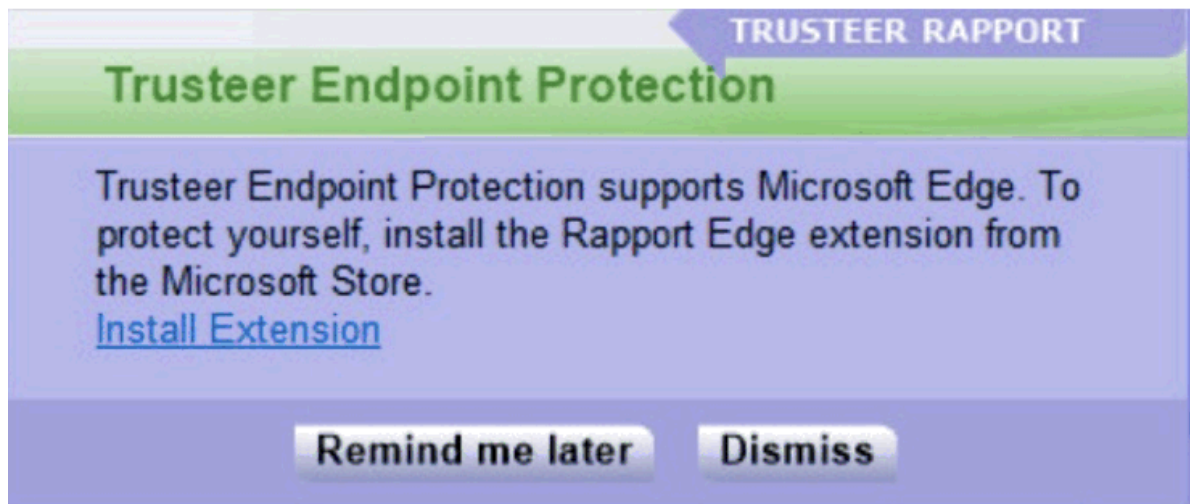 TRUSTEER RAPPORT
Trusteer Endpoint Protection
Trusteer Endpoint Protection supports Microsoft Edge. To
protect yourself, install the Rapport Edge extension from
the Microsoft Store.
Install Extension
Remind me later
Dismiss